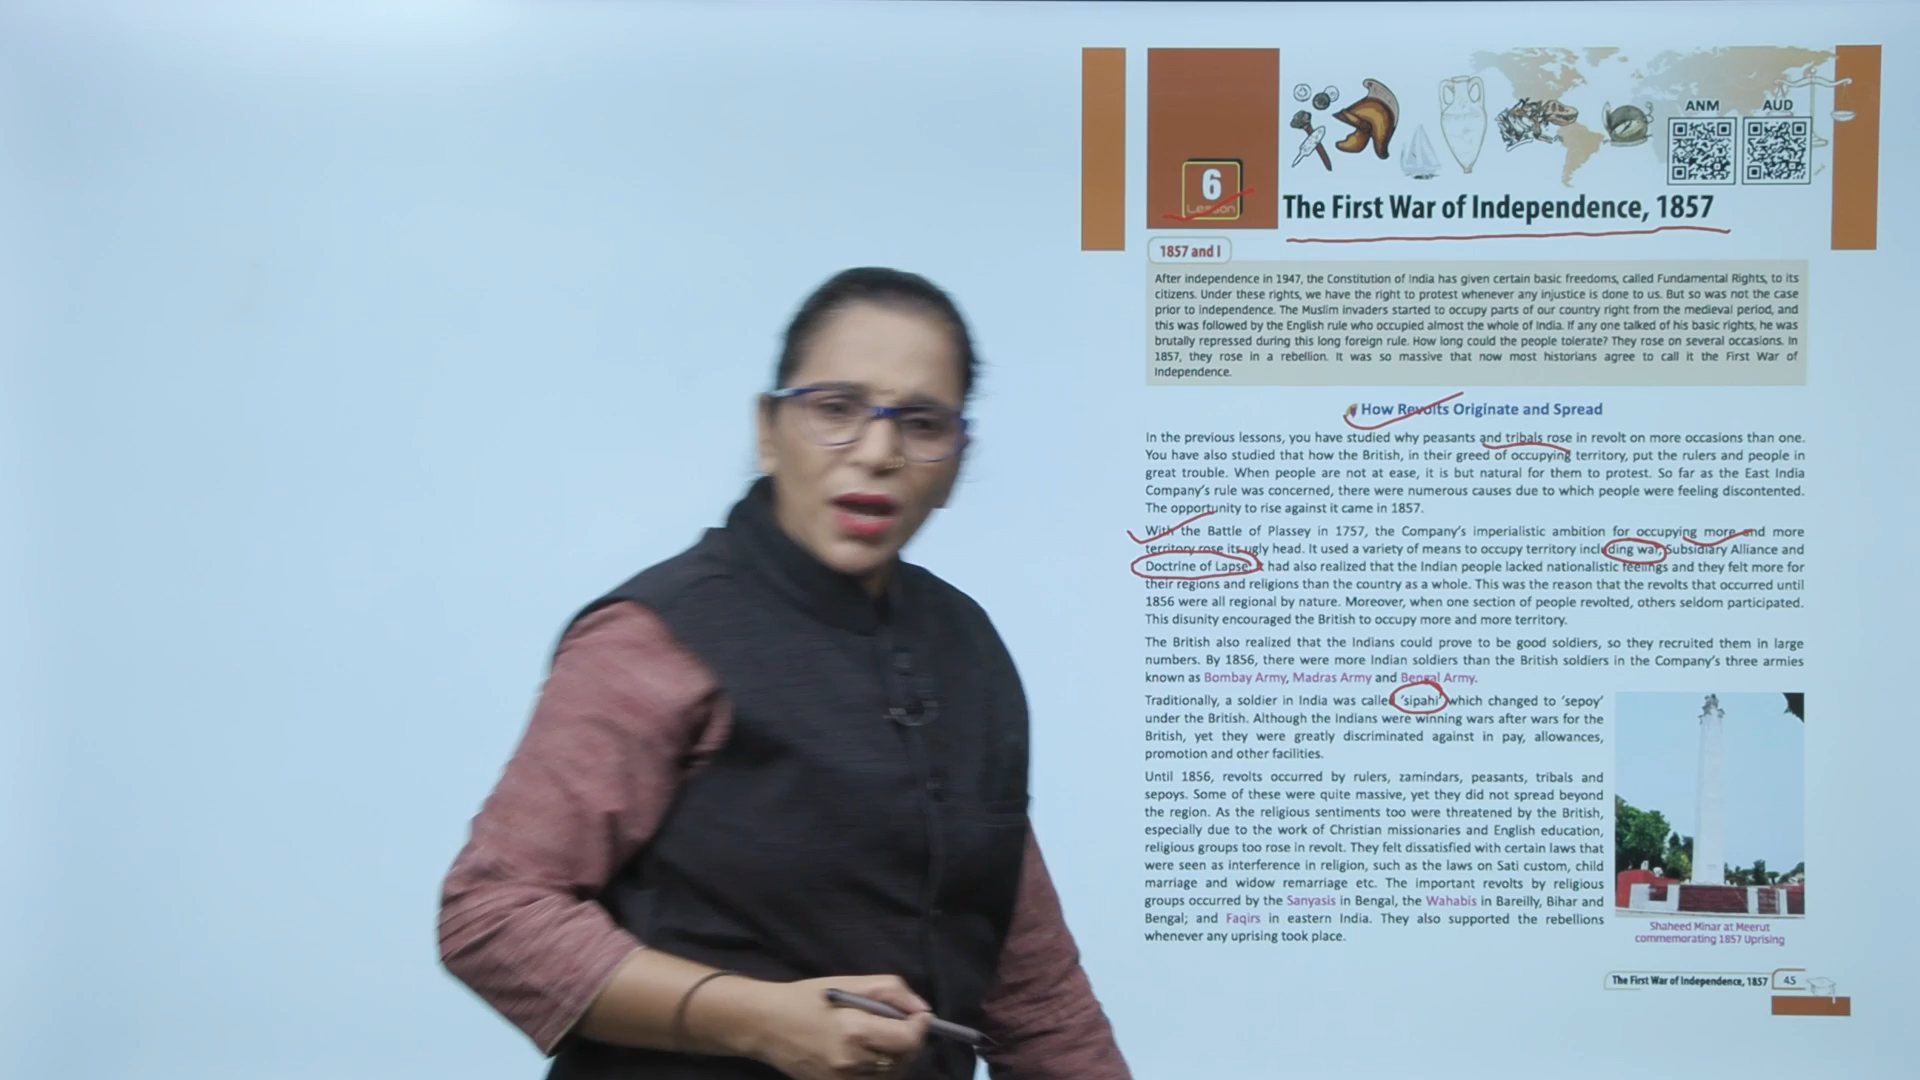 ANM AUD
6
Lesson
The First War of Independence, 1857
1857 and I
After independence in 1947, the Constitution of India has given certain basic freedoms, called Fundamental Rights, to its
citizens. Under these rights, we have the right to protest whenever any injustice is done to us. But so was not the case
prior to independence. The Muslim invaders started to occupy parts of our country right from the medieval period, and
this was followed by the English rule who occupied almost the whole of India. If any one talked of his basic rights, he was
brutally repressed during this long foreign rule. How long could the people tolerate? They rose on several occasions. In
1857, they rose in a rebellion. It was so massive that now most historians agree to call it the First War of
Independence.
How Revolts Originate and Spread
In the previous lessons, you have studied why peasants and tribals rose in revolt on more occasions than one.
You have also studied that how the British, in their greed of occupying territory, put the rulers and people in
great trouble. When people are not at ease, it is but natural for them to protest. So far as the East India
Company's rule was concerned, there were numerous causes due to which people were feeling discontented.
The opportunity to rise against it came in 1857.
With the Battle of Plassey in 1757, the Company's imperialistic ambition for occupying more and more
territory rose its ugly head. It used a variety of means to occupy territory including war, Subsidiary Alliance and
Doctrine of Lapse. It had also realized that the Indian people lacked nationalistic feelings and they felt more for
their regions and religions than the country as a whole. This was the reason that the revolts that occurred until
1856 were all regional by nature. Moreover, when one section of people revolted, others seldom participated.
This disunity encouraged the British to occupy more and more territory.
The British also realized that the Indians could prove to be good soldiers, so they recruited them in large
numbers. By 1856, there were more Indian soldiers than the British soldiers in the Company's three armies
known as Bombay Army, Madras Army and Bengal Army.
Traditionally, a soldier in India was called 'sipahi' which changed to 'sepoy'
under the British. Although the Indians were winning wars after wars for the
British, yet they were greatly discriminated against in pay, allowances,
promotion and other facilities.
Until 1856, revolts occurred by rulers, zamindars, peasants, tribals and
sepoys. Some of these were quite massive, yet they did not spread beyond
the region. As the religious sentiments too were threatened by the British,
especially due to the work of Christian missionaries and English education,
religious groups too rose in revolt. They felt dissatisfied with certain laws that
were seen as interference in religion, such as the laws on Sati custom, child
marriage and widow remarriage etc. The important revolts by religious
groups occurred by the Sanyasis in Bengal, the Wahabis in Bareilly, Bihar and
Bengal; and Faqirs in eastern India. They also supported the rebellions
whenever any uprising took place.
Shaheed Minar at Meerut
commemorating 1857 Uprising
The First War of Independence, 1857 45